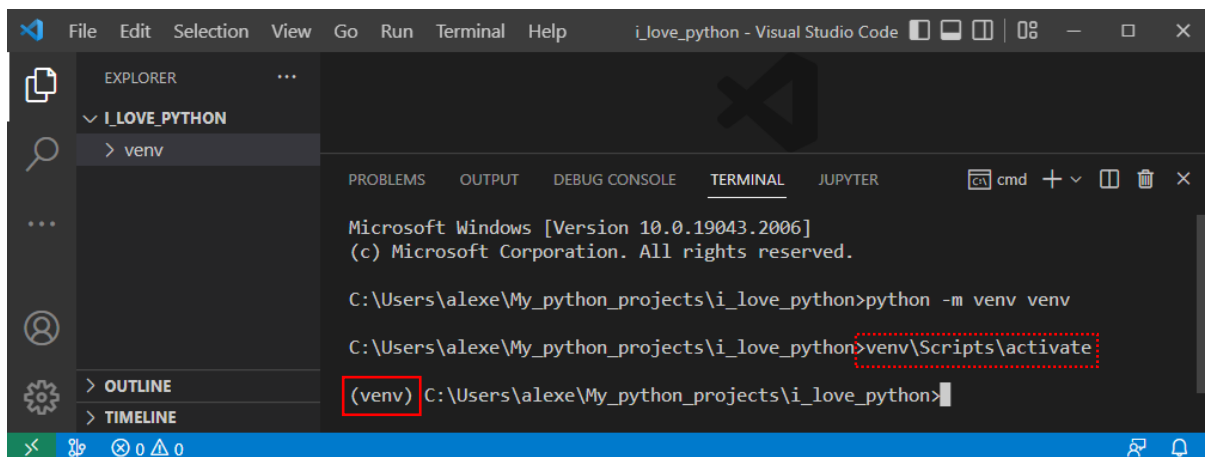 File Edit Selection View Go Run Terminal Help i_love_python - Visual Studio Code
EXPLORER ...
I_LOVE_PYTHON
venv
PROBLEMS OUTPUT DEBUG CONSOLE TERMINAL JUPYTER cmd
Microsoft Windows [Version 10.0.19043.2006]
(c) Microsoft Corporation. All rights reserved.
C:\Users\alexe\My_python_projects\i_love_python>python -m venv venv
C:\Users\alexe\My_python_projects\i_love_python>venv\Scripts\activate
(venv) C:\Users\alexe\My_python_projects\i_love_python>
OUTLINE
TIMELINE
0 0